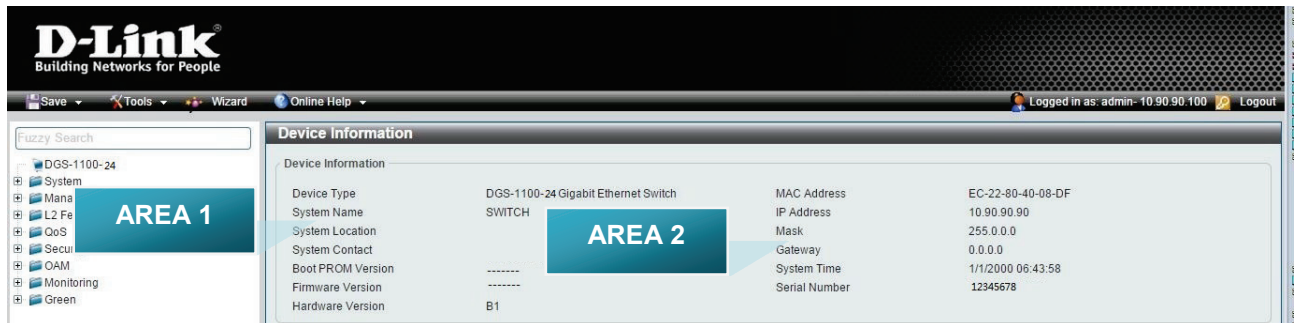 D-Link®
Building Networks for People
Save Tools Wizard Online Help Logged in as: admin- 10.90.90.100 Logout
Fuzzy Search
DGS-1100-24
System
Mana
L2 Fe
QoS
Secur
OAM
Monitoring
Green
AREA 1
Device Information
Device Information
Device Type DGS-1100-24 Gigabit Ethernet Switch MAC Address EC-22-80-40-08-DF
System Name SWITCH IP Address 10.90.90.90
System Location Mask 255.0.0.0
System Contact Gateway 0.0.0.0
Boot PROM Version ------- System Time 1/1/2000 06:43:58
Firmware Version ------- Serial Number 12345678
Hardware Version B1
AREA 2